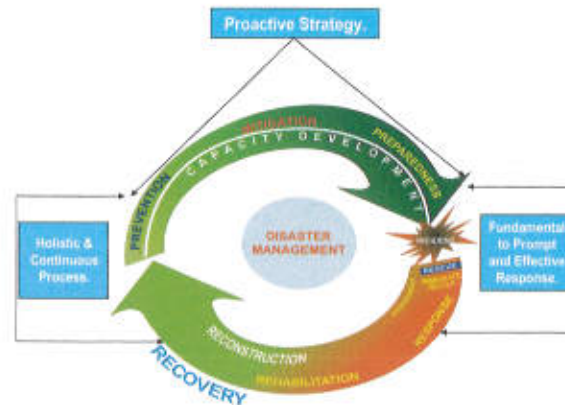 Proactive Strategy.
MITIGATION
CAPACITY DEVELOPMENT
PREPAREDNESS
PREVENTION
Holistic &
Continuous
Process.
DISASTER
MANAGEMENT
Fundamental
to Prompt
and Effective
Response.
RESCUE
RESPONSE
RECONSTRUCTION
REHABILITATION
RECOVERY